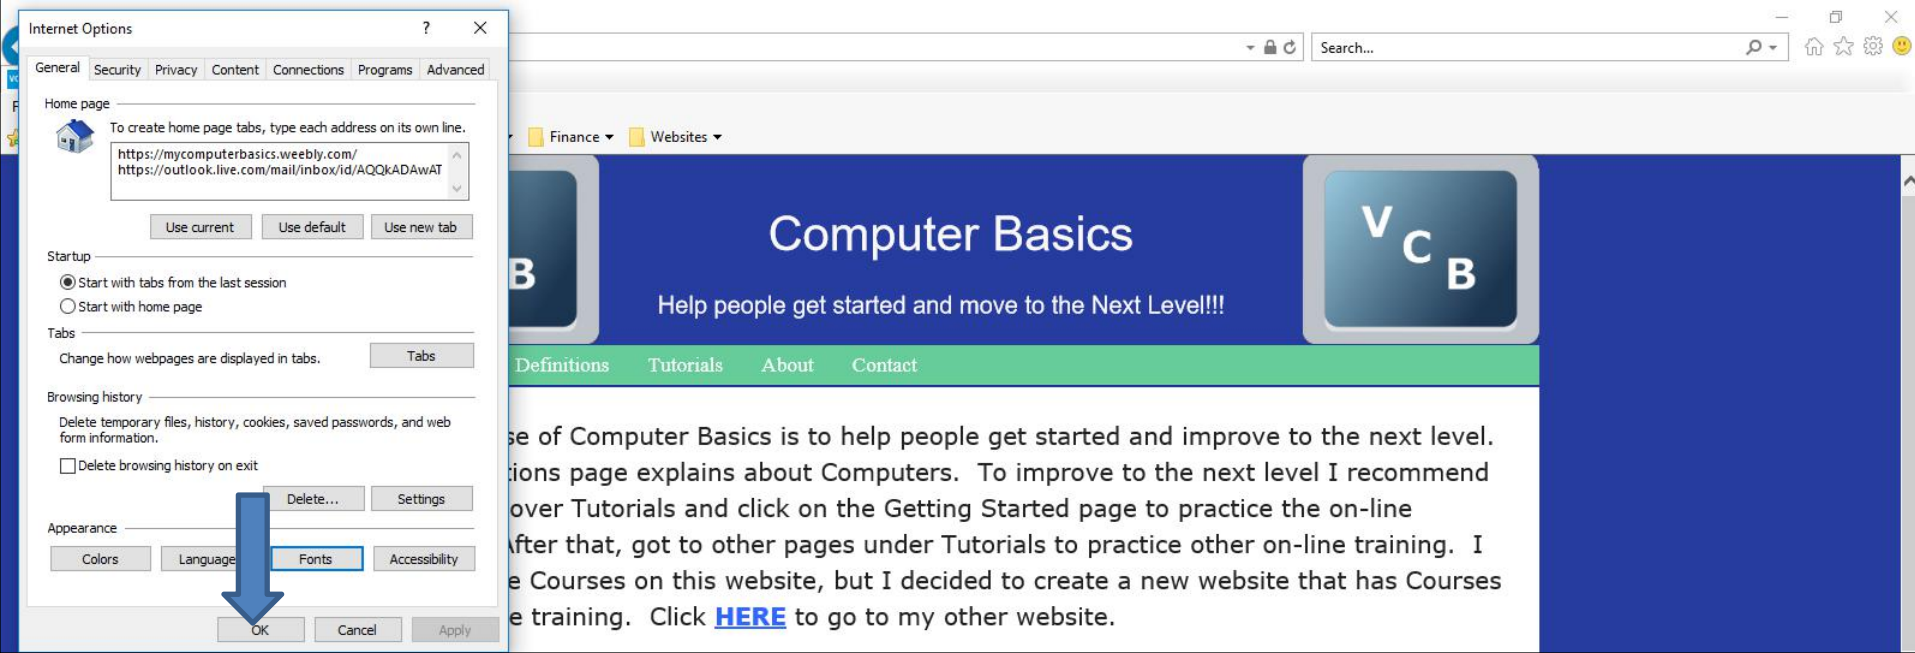 Internet Options
?
General Security Privacy Content Connections Programs Advanced
Home page
To create home page tabs, type each address on its own line.
https://mycomputerbasics.weebly.com/
https://outlook.live.com/mail/inbox/id/AQQkADAwAT
Use current Use default Use new tab
Startup
Start with tabs from the last session
Start with home page
Tabs
Change how webpages are displayed in tabs.
Tabs
Browsing history
Delete temporary files, history, cookies, saved passwords, and web
form information.
Delete browsing history on exit
Delete... Settings
Appearance
Colors Language Fonts Accessibility
OK Cancel Apply
Search...
Finance Websites
B
Computer Basics
Help people get started and move to the Next Level!!!
V
C
B
Definitions Tutorials About Contact
se of Computer Basics is to help people get started and improve to the next level.
tions page explains about Computers. To improve to the next level I recommend
over Tutorials and click on the Getting Started page to practice the on-line
After that, got to other pages under Tutorials to practice other on-line training. I
e Courses on this website, but I decided to create a new website that has Courses
e training. Click HERE to go to my other website.